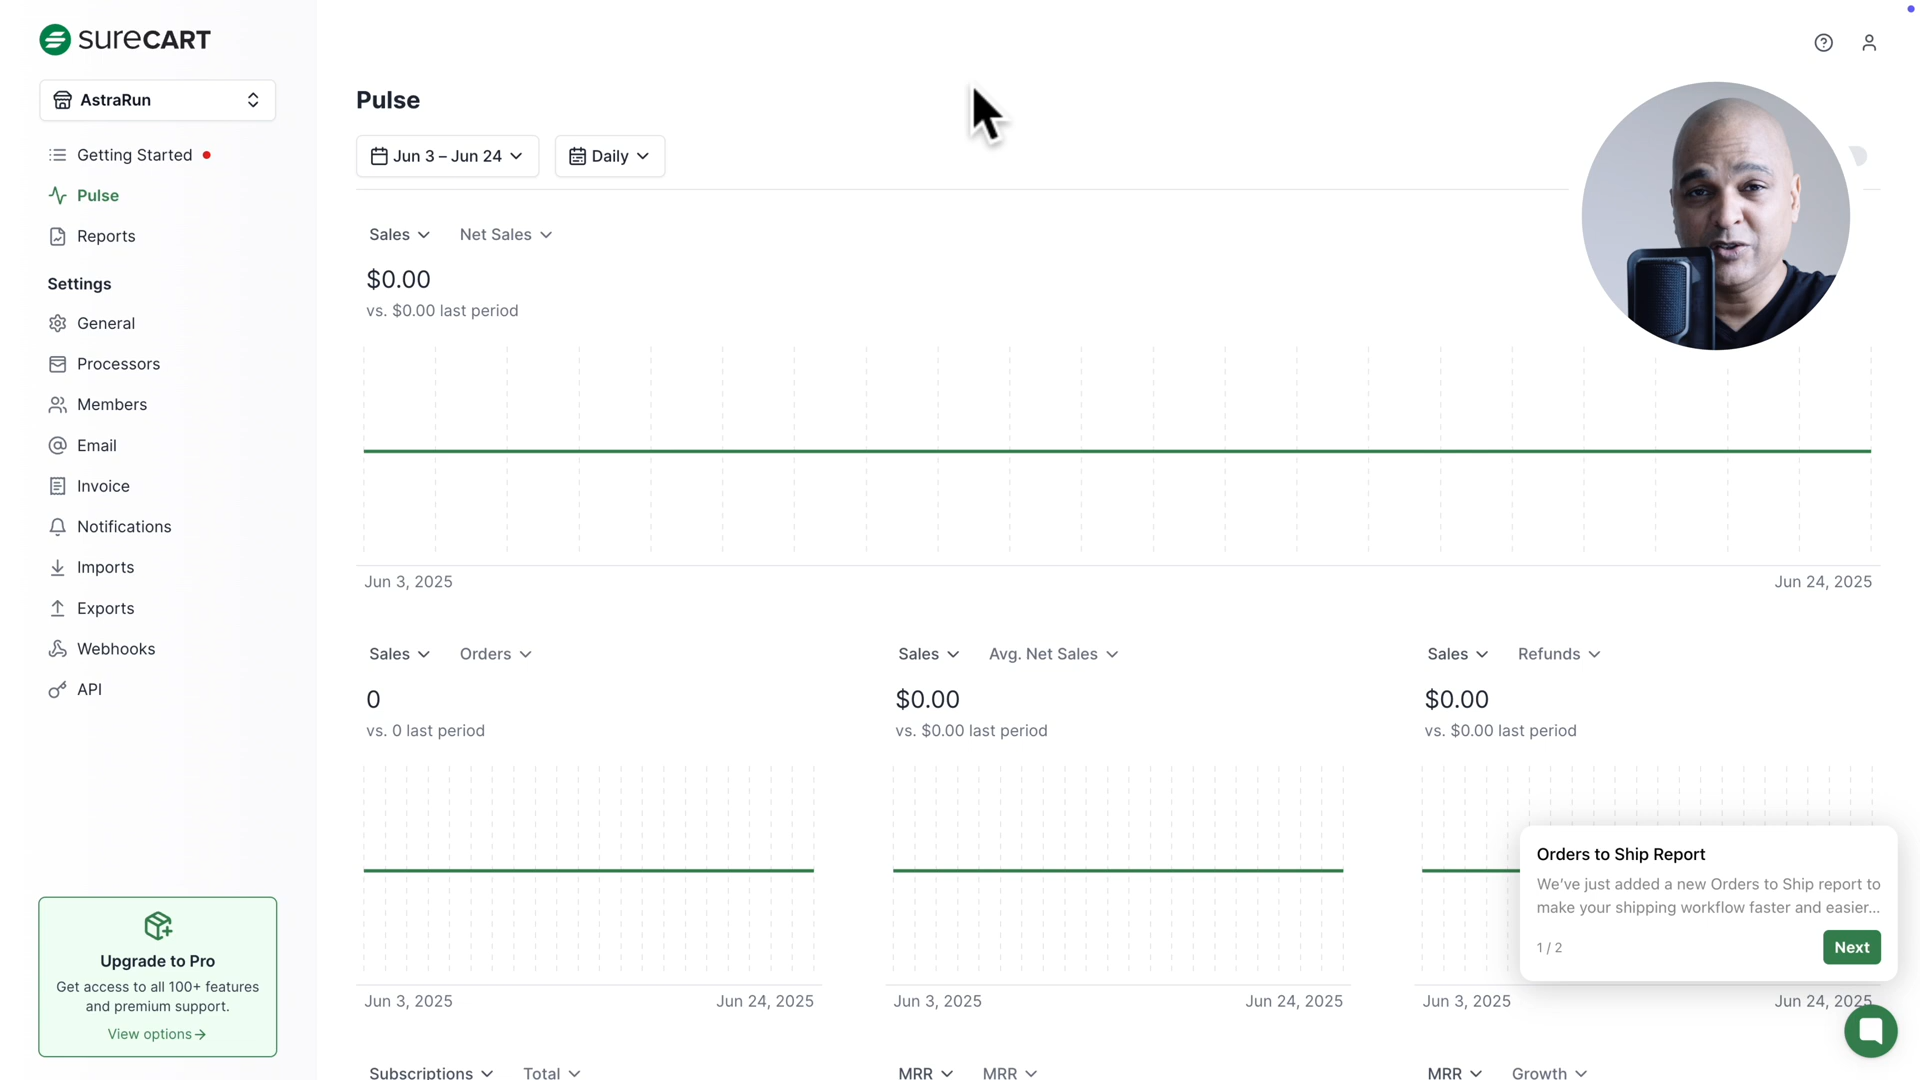 sureCART
AstraRun
Getting Started
Pulse
Reports
Settings
General
Processors
Members
Email
Invoice
Notifications
Imports
Exports
Webhooks
API
Upgrade to Pro
Get access to all 100+ features
and premium support.
View options→
Pulse
Jun 3 – Jun 24
Daily
Sales
Net Sales
$0.00
vs. $0.00 last period
Jun 3, 2025
Jun 24, 2025
Sales
Orders
0
vs. 0 last period
Jun 3, 2025
Jun 24, 2025
Sales
Avg. Net Sales
$0.00
vs. $0.00 last period
Jun 3, 2025
Jun 24, 2025
Sales
Refunds
$0.00
vs. $0.00 last period
Jun 3, 2025
Jun 24, 2025
Orders to Ship Report
We've just added a new Orders to Ship report to
make your shipping workflow faster and easier...
1 / 2
Next
Subscriptions
Total
MRR
MRR
MRR
Growth